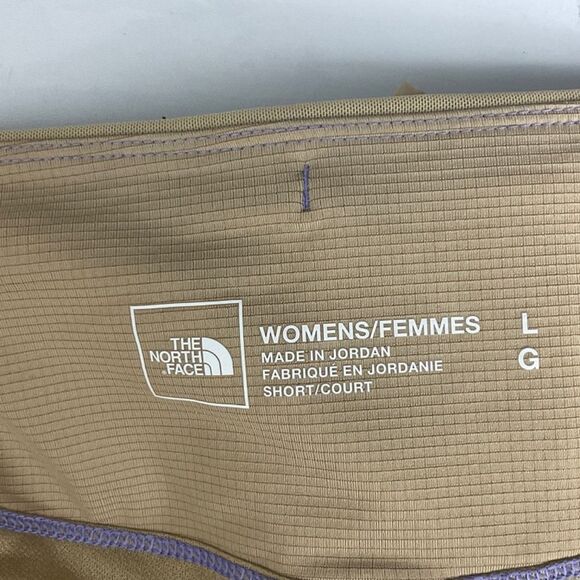 THE
NORTH
FACE
WOMENS/FEMMES
MADE IN JORDAN
FABRIQUÉ EN JORDANIE
SHORT/COURT
L
G